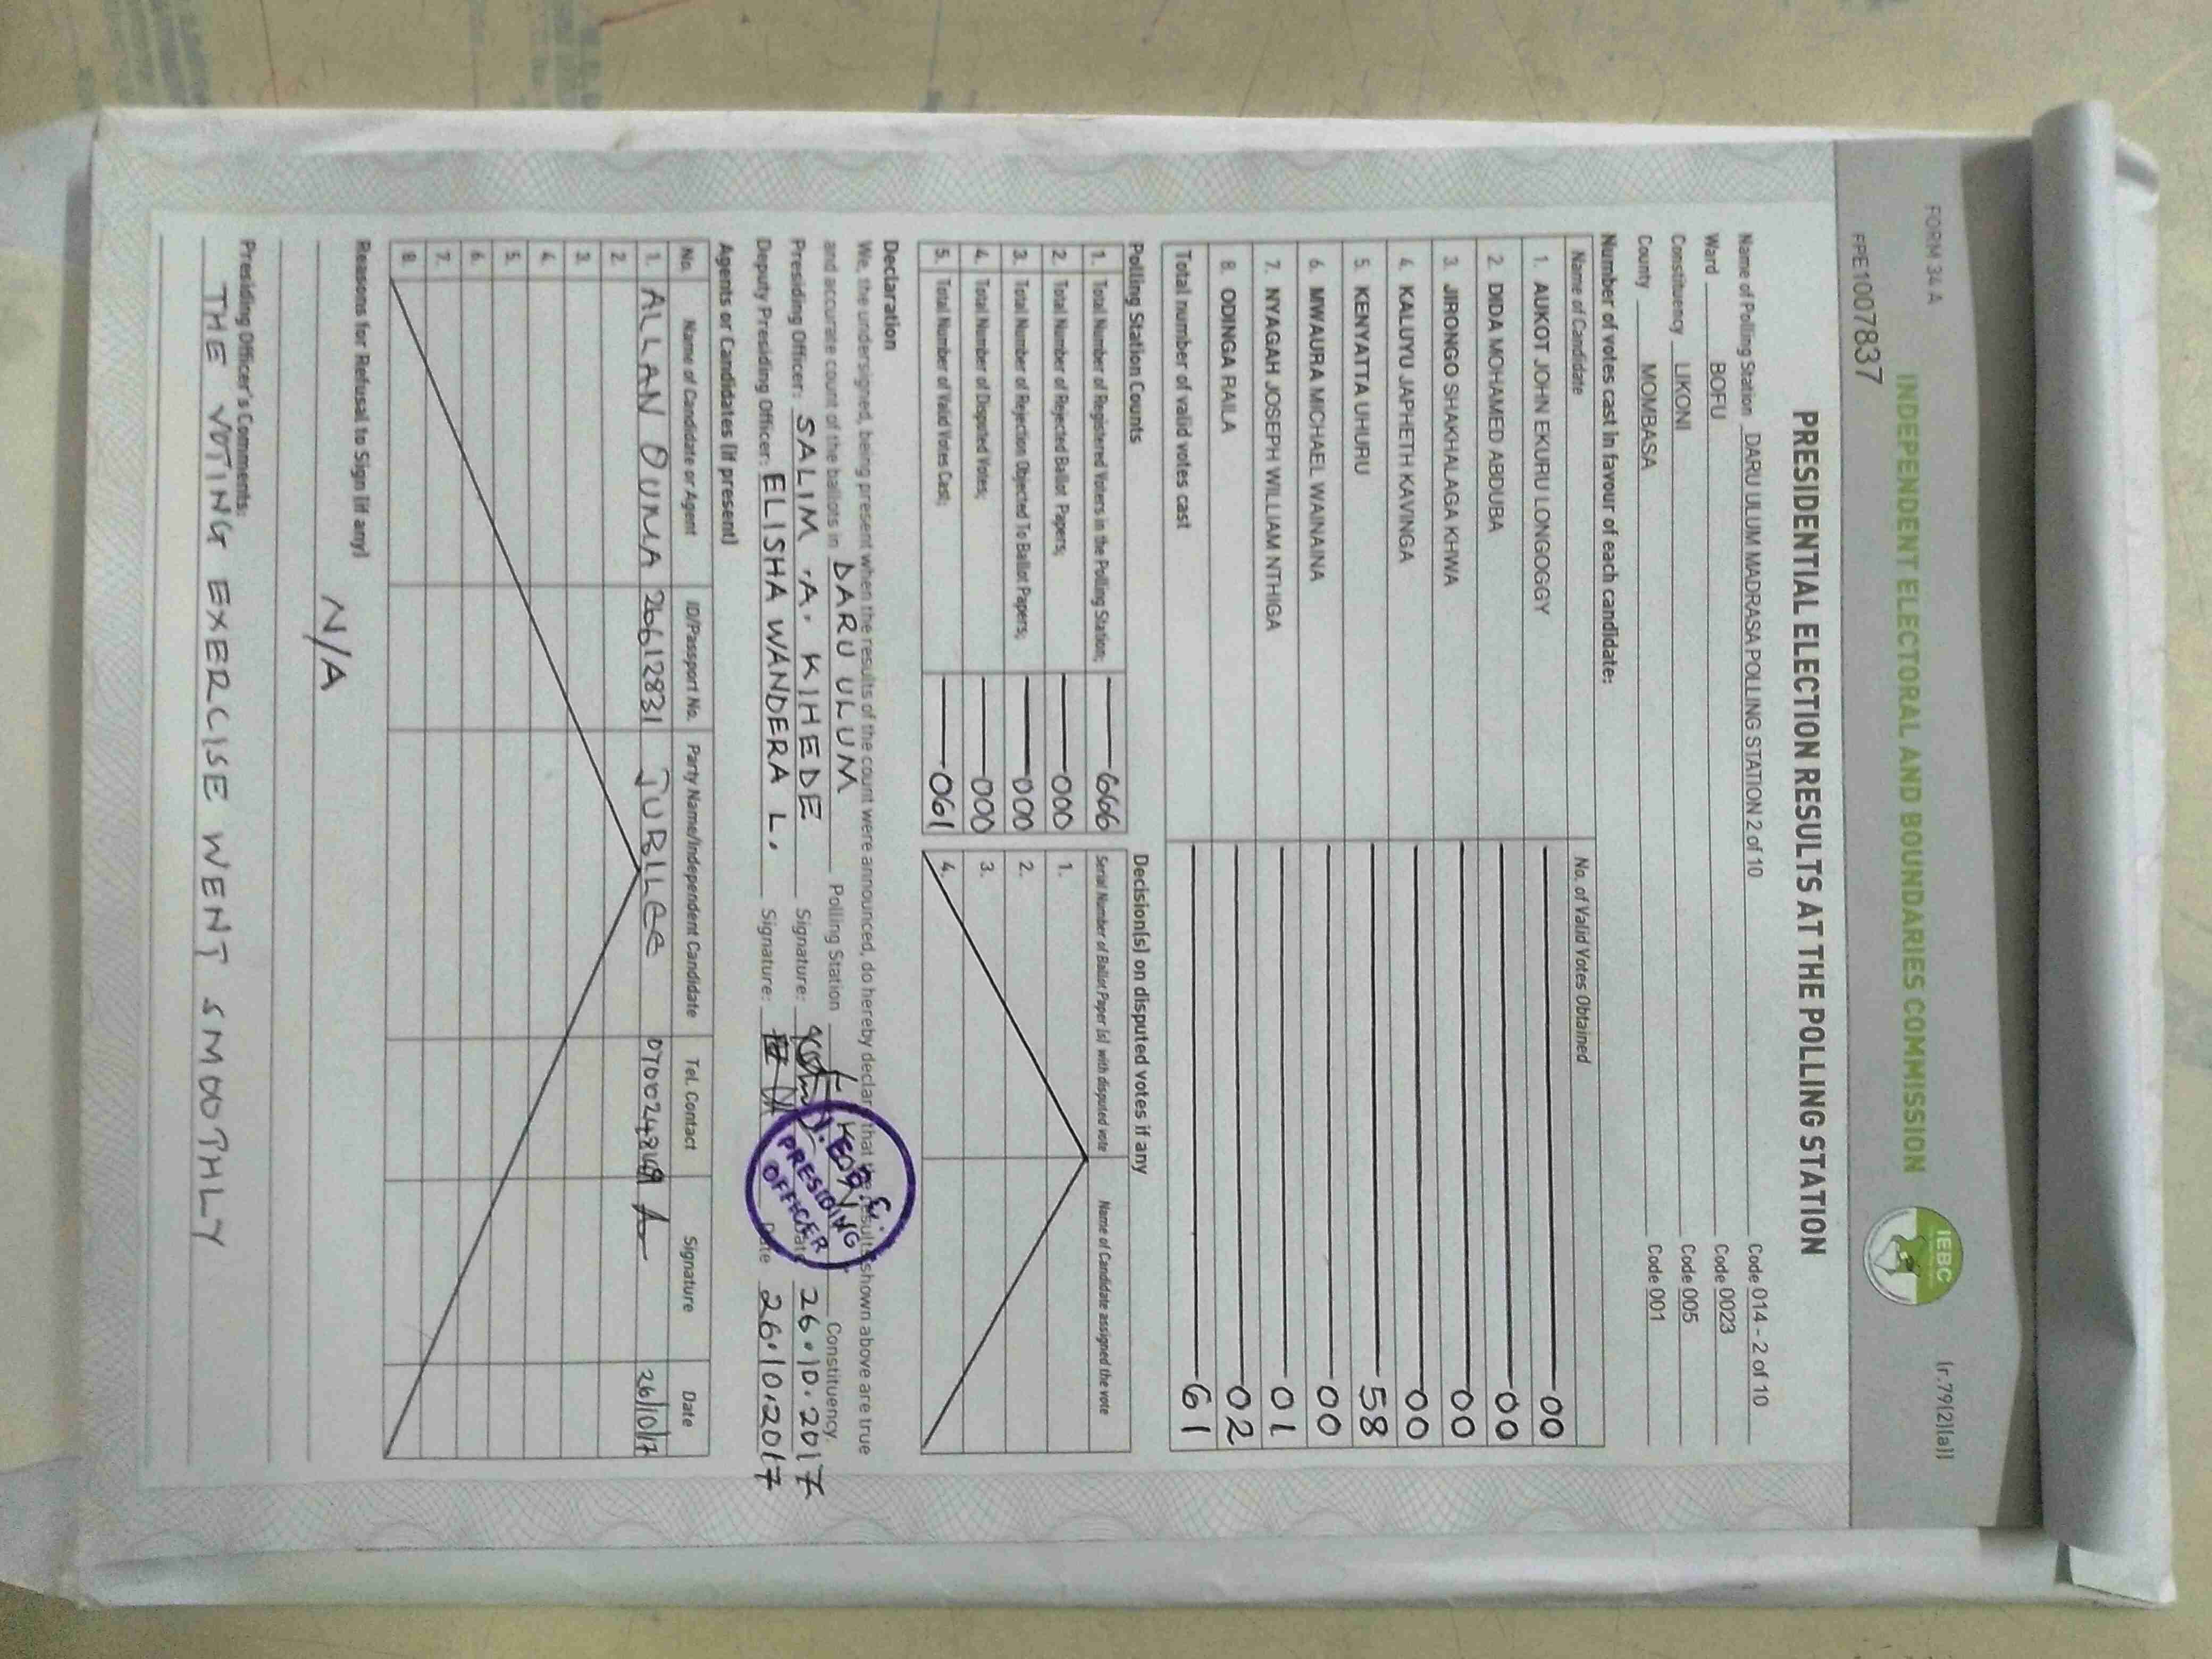 FORM 34 A
(r.79(2)(a))
INDEPENDENT ELECTORAL AND BOUNDARIES COMMISSION
IEBC
PPE1007837
PRESIDENTIAL ELECTION RESULTS AT THE POLLING STATION
Name of Polling Station DARU ULUM MADRASA POLLING STATION 2 of 10 Code 014 - 2 of 10
Ward BOFU Code 0023
Constituency LIKONI Code 005
County MOMBASA Code 001
Number of votes cast in favour of each candidate:
Name of Candidate No. of Valid Votes Obtained
1. AUKOT JOHN EKURU LONGOGGY 00
2. DIDA MOHAMED ABDUBA 00
3. JIRONGO SHAKHALAGA KHWA 00
4. KALUYU JAPHETH KAVINGA 00
5. KENYATTA UHURU 58
6. MWAURA MICHAEL WAINAINA 00
7. NYAGAH JOSEPH WILLIAM NTHIGA 01
8. ODINGA RAILA 02
Total number of valid votes cast 61
Polling Station Counts
1. Total Number of Registered Voters in the Polling Station; 666
2. Total Number of Rejected Ballot Papers; 000
3. Total Number of Rejection Objected To Ballot Papers; 000
4. Total Number of Disputed Votes; 000
5. Total Number of Valid Votes Cast; 061
Decision(s) on disputed votes if any
Serial Number of Ballot Paper (s) with disputed vote Name of Candidate assigned the vote
1.
2.
3.
4.
Declaration
We, the undersigned, being present when the results of the count were announced, do hereby declare that the results shown above are true
and accurate count of the ballots in DARU ULUM Polling Station Constituency.
Presiding Officer: SALIM .A. KIHEDE Signature: Date 26.10.2017
Deputy Presiding Officer: ELISHA WANDERA L. Signature: Date 26.10.2017
PRESIDING
OFFICER
Agents or Candidates (if present)
No. Name of Candidate or Agent ID/Passport No. Party Name/Independent Candidate Tel. Contact Signature Date
1. ALLAN OUMA 26612831 JUBILEE 26/10/17
2.
3.
4.
5.
6.
7.
8.
Reasons for Refusal to Sign (if any)
N/A
Presiding Officer's Comments:
THE VOTING EXERCISE WENT SMOOTHLY